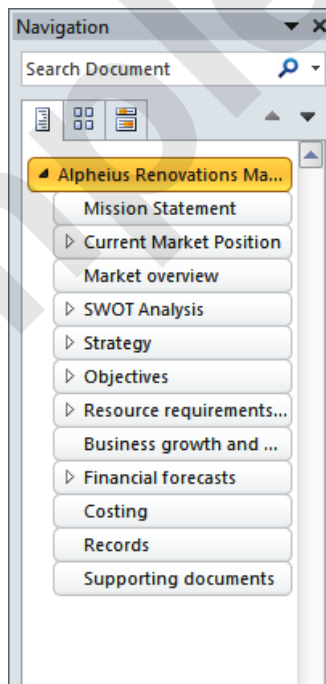 Navigation
Search Document
Alpheius Renovations Ma...
Mission Statement
Current Market Position
Market overview
SWOT Analysis
Strategy
Objectives
Resource requirements...
Business growth and ...
Financial forecasts
Costing
Records
Supporting documents